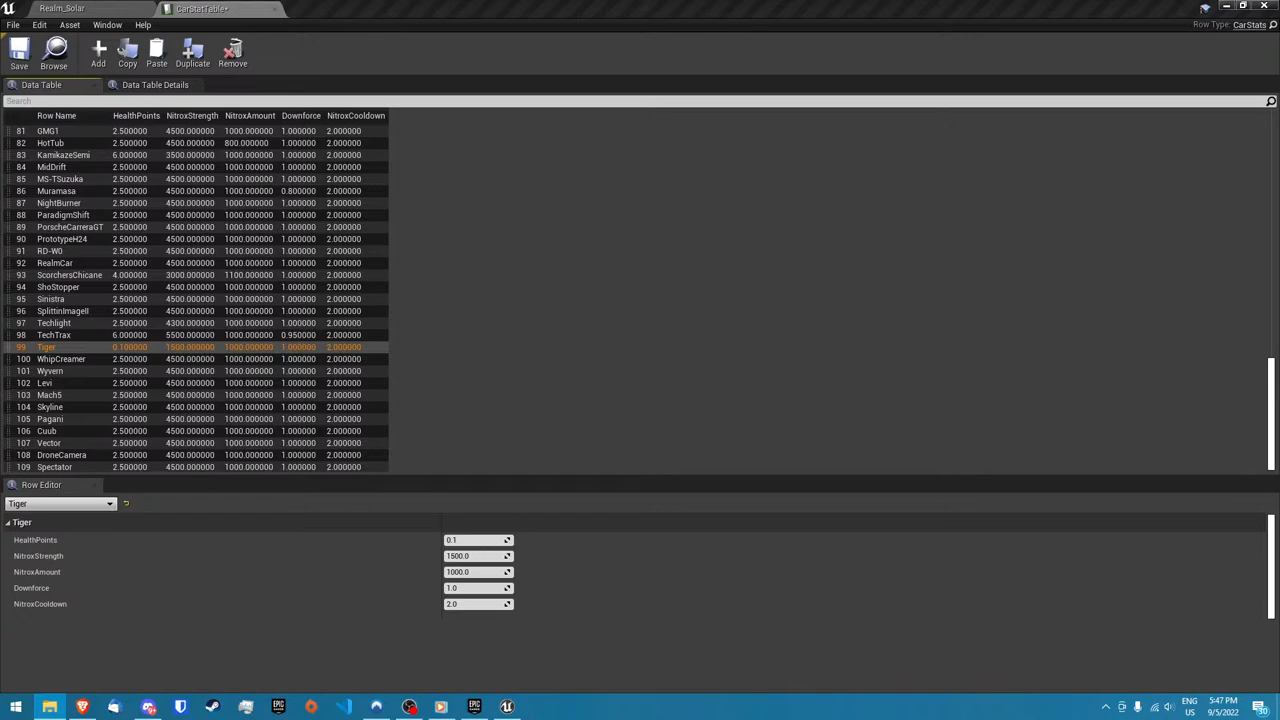 Realm_Solar
CarStatTable*
File Edit Asset Window Help
Row Type: CarStats
Save Browse Add Copy Paste Duplicate Remove
Data Table
Data Table Details
Search
Row Name HealthPoints NitroxStrength NitroxAmount Downforce NitroxCooldown
81 GMG1 2.500000 4500.000000 1000.000000 1.000000 2.000000
82 HotTub 2.500000 4500.000000 800.000000 1.000000 2.000000
83 KamikazeSemi 6.000000 3500.000000 1000.000000 1.000000 2.000000
84 MidDrift 2.500000 4500.000000 1000.000000 1.000000 2.000000
85 MS-TSuzuka 2.500000 4500.000000 1000.000000 1.000000 2.000000
86 Muramasa 2.500000 4500.000000 1000.000000 0.800000 2.000000
87 NightBurner 2.500000 4500.000000 1000.000000 1.000000 2.000000
88 ParadigmShift 2.500000 4500.000000 1000.000000 1.000000 2.000000
89 PorscheCarreraGT 2.500000 4500.000000 1000.000000 1.000000 2.000000
90 PrototypeH24 2.500000 4500.000000 1000.000000 1.000000 2.000000
91 RD-W0 2.500000 4500.000000 1000.000000 1.000000 2.000000
92 RealmCar 2.500000 4500.000000 1000.000000 1.000000 2.000000
93 ScorchersChicane 4.000000 3000.000000 1100.000000 1.000000 2.000000
94 ShoStopper 2.500000 4500.000000 1000.000000 1.000000 2.000000
95 Sinistra 2.500000 4500.000000 1000.000000 1.000000 2.000000
96 SplittinImageII 2.500000 4500.000000 1000.000000 1.000000 2.000000
97 Techlight 2.500000 4300.000000 1000.000000 1.000000 2.000000
98 TechTrax 6.000000 5500.000000 1000.000000 0.950000 2.000000
99 Tiger 0.100000 1500.000000 1000.000000 1.000000 2.000000
100 WhipCreamer 2.500000 4500.000000 1000.000000 1.000000 2.000000
101 Wyvern 2.500000 4500.000000 1000.000000 1.000000 2.000000
102 Levi 2.500000 4500.000000 1000.000000 1.000000 2.000000
103 Mach5 2.500000 4500.000000 1000.000000 1.000000 2.000000
104 Skyline 2.500000 4500.000000 1000.000000 1.000000 2.000000
105 Pagani 2.500000 4500.000000 1000.000000 1.000000 2.000000
106 Cuub 2.500000 4500.000000 1000.000000 1.000000 2.000000
107 Vector 2.500000 4500.000000 1000.000000 1.000000 2.000000
108 DroneCamera 2.500000 4500.000000 1000.000000 1.000000 2.000000
109 Spectator 2.500000 4500.000000 1000.000000 1.000000 2.000000
Row Editor
Tiger
Tiger
HealthPoints 0.1
NitroxStrength 1500.0
NitroxAmount 1000.0
Downforce 1.0
NitroxCooldown 2.0
EPIC GAMES
EPIC GAMES
ENG
US
5:47 PM
9/5/2022
30